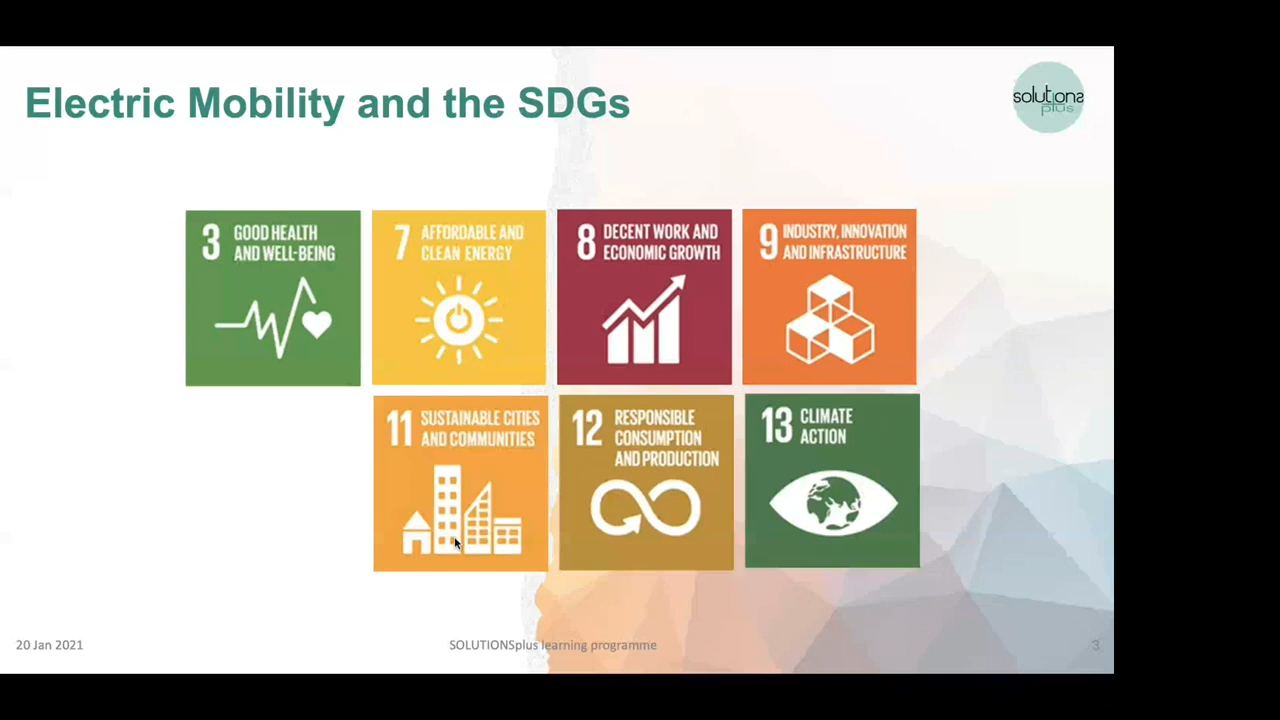 Electric Mobility and the SDGs
solutions
plus
3 GOOD HEALTH
AND WELL-BEING
7 AFFORDABLE AND
CLEAN ENERGY
8 DECENT WORK AND
ECONOMIC GROWTH
9 INDUSTRY, INNOVATION
AND INFRASTRUCTURE
11 SUSTAINABLE CITIES
AND COMMUNITIES
12 RESPONSIBLE
CONSUMPTION
AND PRODUCTION
13 CLIMATE
ACTION
20 Jan 2021
SOLUTIONSplus learning programme
3